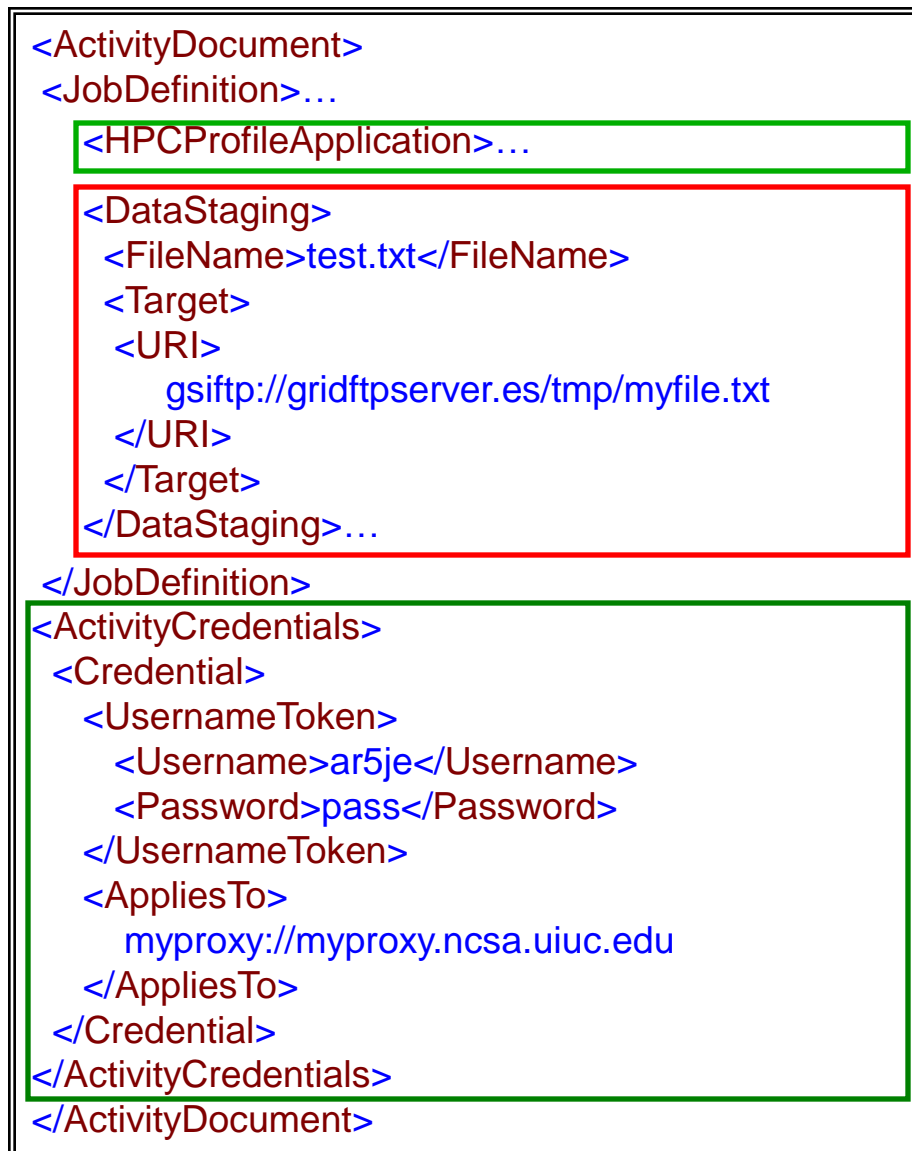 <ActivityDocument>
<JobDefinition>…
<HPCProfileApplication>…
<DataStaging>
<FileName>test.txt</FileName>
<Target>
<URI>
gsiftp://gridftpserver.es/tmp/myfile.txt
</URI>
</Target>
</DataStaging>…
</JobDefinition>
<ActivityCredentials>
<Credential>
<UsernameToken>
<Username>ar5je</Username>
<Password>pass</Password>
</UsernameToken>
<AppliesTo>
myproxy://myproxy.ncsa.uiuc.edu
</AppliesTo>
</Credential>
</ActivityCredentials>
</ActivityDocument>